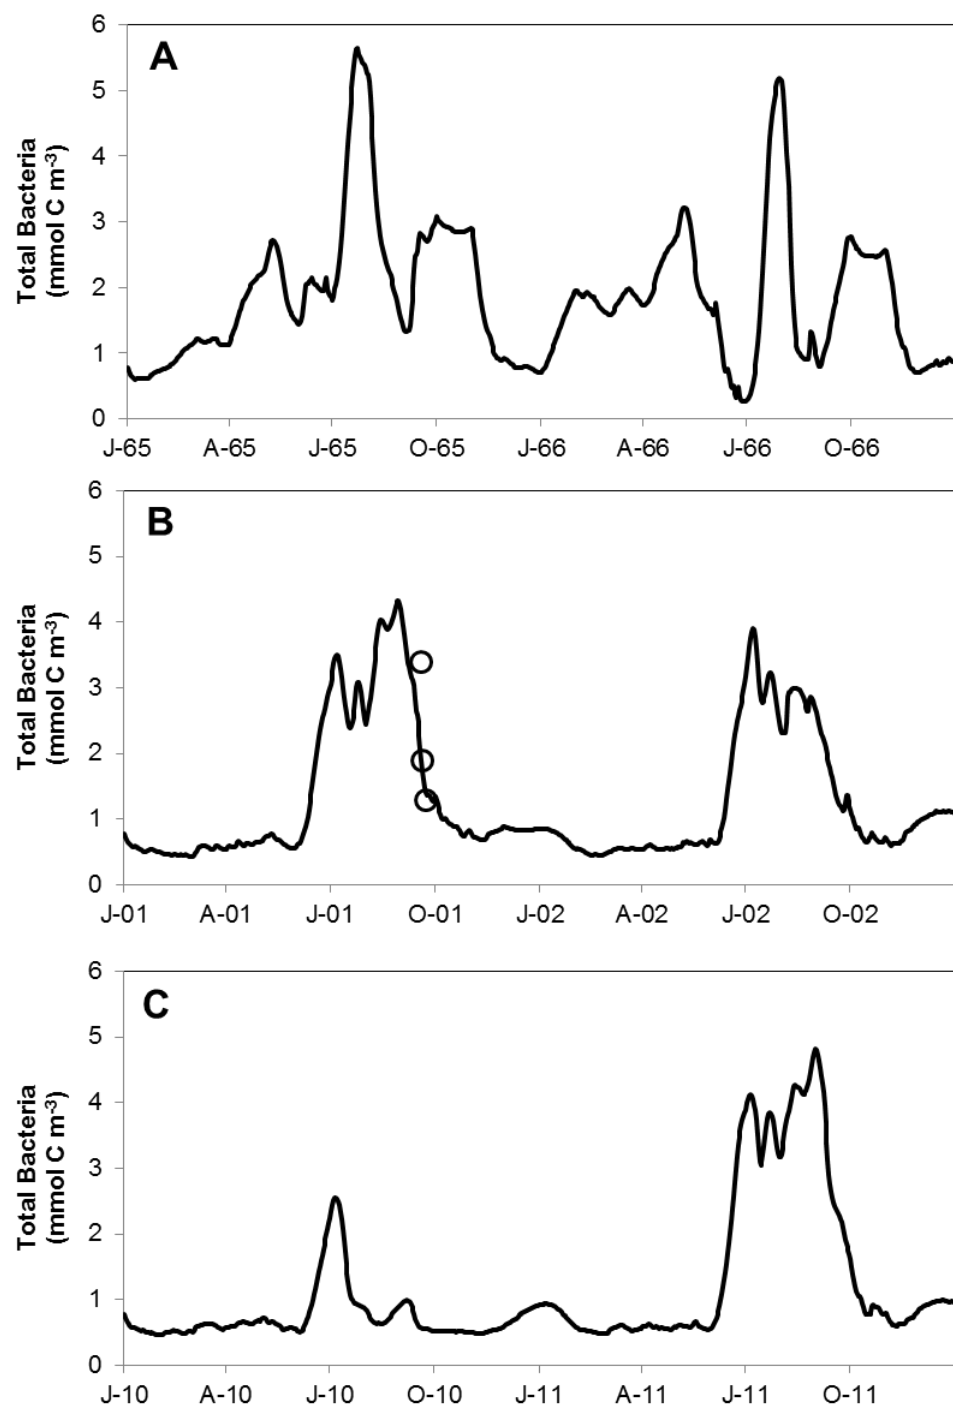 A
Total Bacteria
(mmol C m-3)
6
5
4
3
2
1
0
J-65 A-65 J-65 O-65 J-66 A-66 J-66 O-66
B
Total Bacteria
(mmol C m-3)
6
5
4
3
2
1
0
J-01 A-01 J-01 O-01 J-02 A-02 J-02 O-02
C
Total Bacteria
(mmol C m-3)
6
5
4
3
2
1
0
J-10 A-10 J-10 O-10 J-11 A-11 J-11 O-11